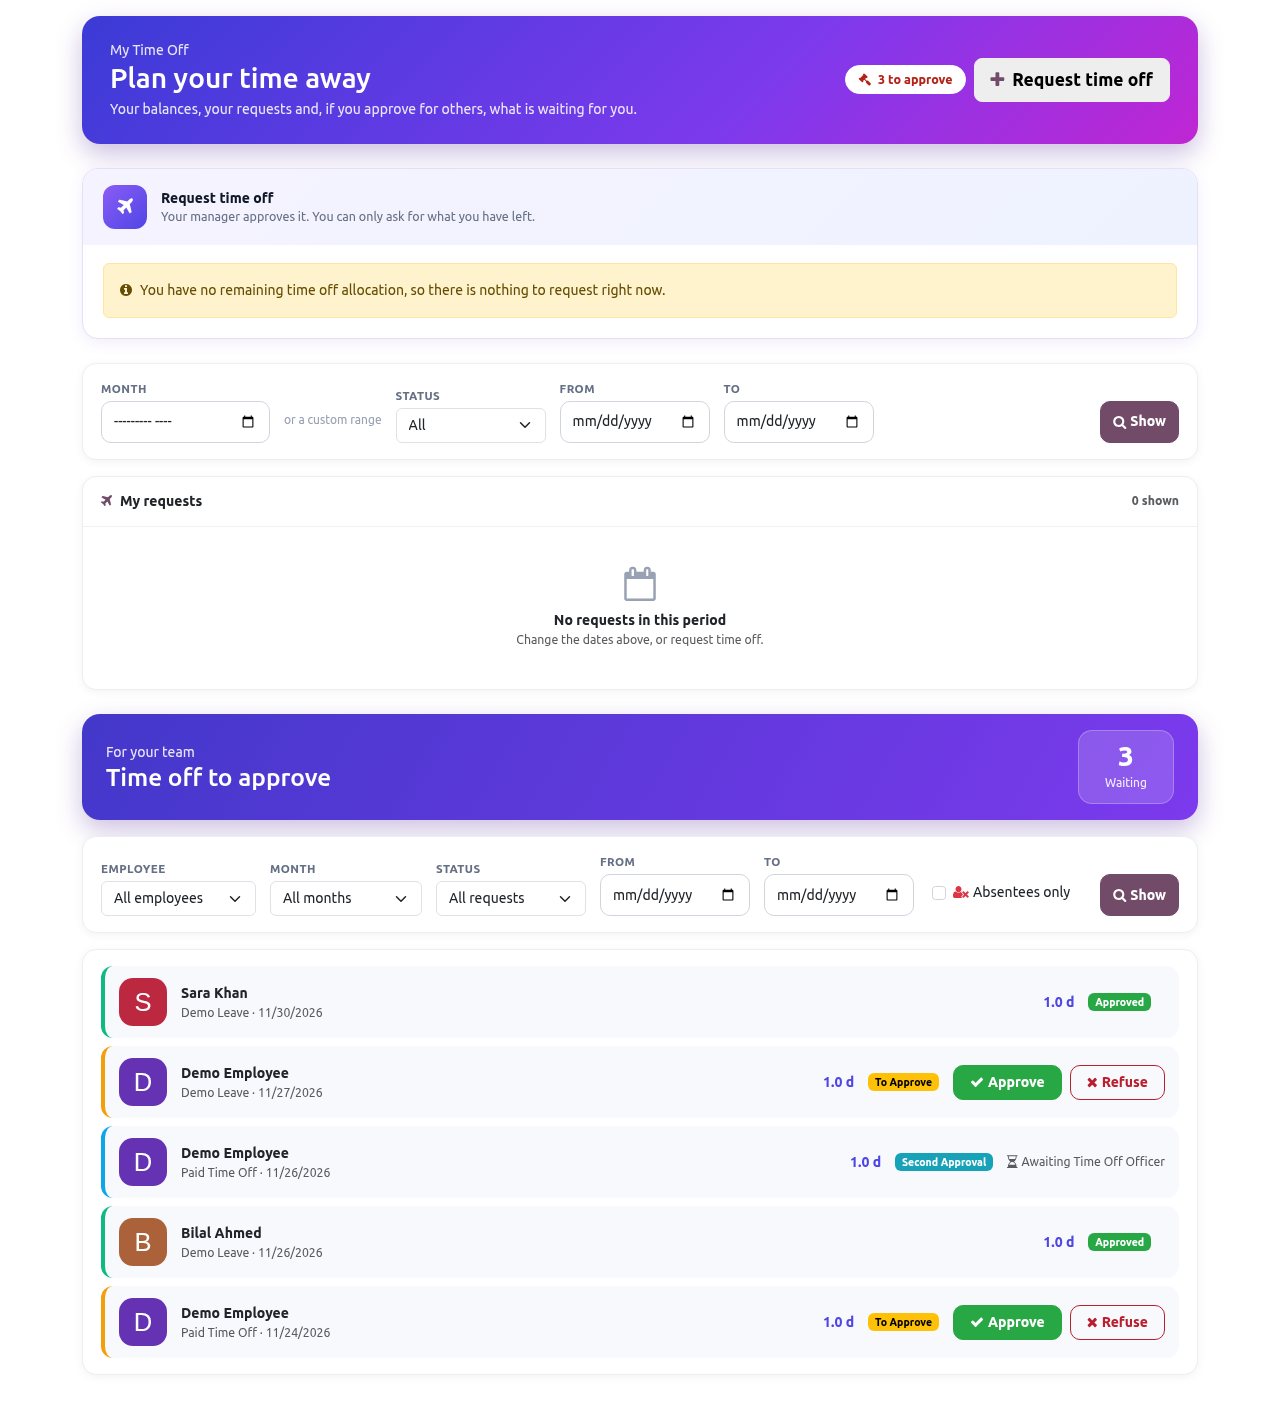 My Time Off
Plan your time away
Your balances, your requests and, if you approve for others, what is waiting for you.
3 to approve
Request time off
Request time off
Your manager approves it. You can only ask for what you have left.
You have no remaining time off allocation, so there is nothing to request right now.
MONTH
--------- ----
or a custom range
STATUS
All
FROM
mm/dd/yyyy
TO
mm/dd/yyyy
Show
My requests
0 shown
No requests in this period
Change the dates above, or request time off.
For your team
Time off to approve
3
Waiting
EMPLOYEE
All employees
MONTH
All months
STATUS
All requests
FROM
mm/dd/yyyy
TO
mm/dd/yyyy
Absentees only
Show
S
Sara Khan
Demo Leave · 11/30/2026
1.0 d
Approved
D
Demo Employee
Demo Leave · 11/27/2026
1.0 d
To Approve
Approve
Refuse
D
Demo Employee
Paid Time Off · 11/26/2026
1.0 d
Second Approval
Awaiting Time Off Officer
B
Bilal Ahmed
Demo Leave · 11/26/2026
1.0 d
Approved
D
Demo Employee
Paid Time Off · 11/24/2026
1.0 d
To Approve
Approve
Refuse